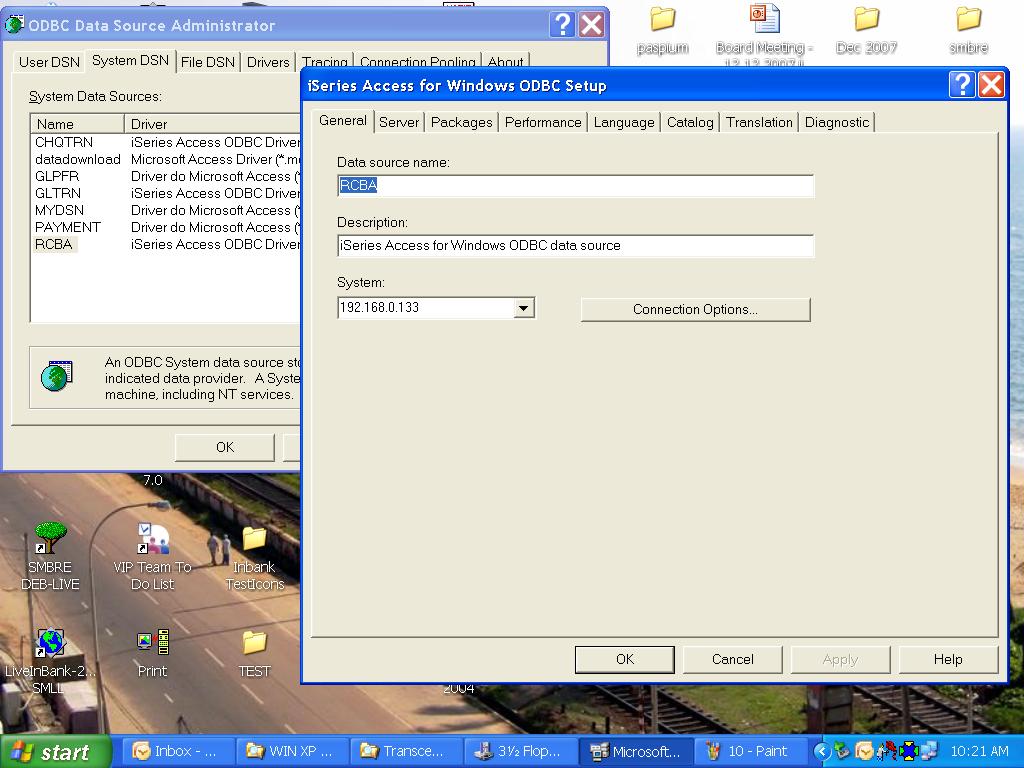 ODBC Data Source Administrator
User DSN System DSN File DSN Drivers Tracing Connection Pooling About
System Data Sources:
Name Driver
CHQTRN iSeries Access ODBC Driver
datadownload Microsoft Access Driver (*.m
GLPFR Driver do Microsoft Access (*
GLTRN iSeries Access ODBC Driver
MYDSN Driver do Microsoft Access (*
PAYMENT Driver do Microsoft Access (*
RCBA iSeries Access ODBC Driver
An ODBC System data source sto
indicated data provider. A Syste
machine, including NT services.
OK
iSeries Access for Windows ODBC Setup
General Server Packages Performance Language Catalog Translation Diagnostic
Data source name:
RCBA
Description:
iSeries Access for Windows ODBC data source
System:
192.168.0.133
Connection Options...
OK Cancel Apply Help
paspium
Board Meeting -
12.12.2007.ii
Dec 2007
smbre
7.0
SMBRE
DEB-LIVE
VIP Team To
Do List
Inbank
TestIcons
LiveInBank-2...
SMLL
Print
TEST
2004
start
Inbox - ...
WIN XP ...
Transce...
3½ Flop...
Microsoft...
10 - Paint
10:21 AM